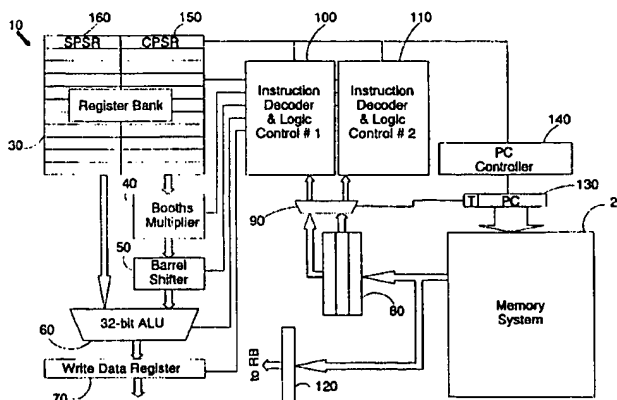 10
160
150
SPSR
CPSR
100
110
Register Bank
30
Instruction
Decoder
& Logic
Control # 1
Instruction
Decoder
& Logic
Control # 2
140
PC
Controller
130
T
PC
2
40
Booths
Multiplier
90
50
Barrel
Shifter
80
Memory
System
60
32-bit ALU
to RB
Write Data Register
70
120